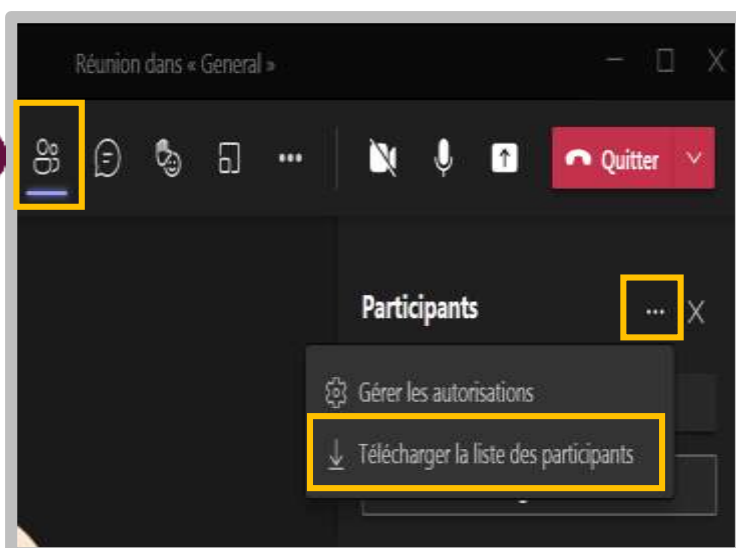 Réunion dans « General »
Quitter
Participants
Gérer les autorisations
Télécharger la liste des participants